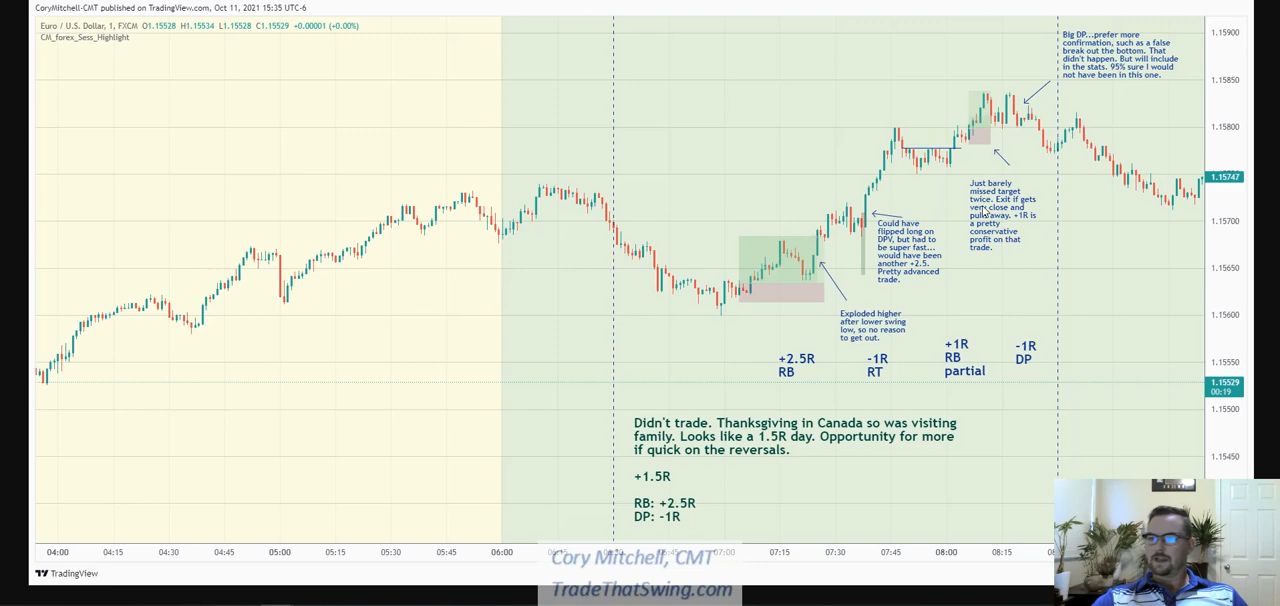 CoryMitchell-CMT published on TradingView.com, Oct 11, 2021 15:35 UTC-6
Euro / U.S. Dollar, 1, FXCM O1.15528 H1.15534 L1.15528 C1.15529 +0.00001 (+0.00%)
CM_forex_Sess_Highlight
Big DP...prefer more
confirmation, such as a false
break out the bottom. That
didn't happen. But will include
in the stats. 95% sure I would
not have been in this one.
1.15900
1.15850
1.15800
1.15747
1.15700
1.15650
1.15600
1.15550
1.15529
00:19
1.15500
1.15450
Just barely
missed target
twice. Exit if gets
very close and
pulls away. +1R is
a pretty
conservative
profit on that
trade.
Could have
flipped long on
DPV, but had to
be super fast...
would have been
another +2.5.
Pretty advanced
trade.
Exploded higher
after lower swing
low, so no reason
to get out.
+2.5R
RB
-1R
RT
+1R
RB
partial
-1R
DP
Didn't trade. Thanksgiving in Canada so was visiting
family. Looks like a 1.5R day. Opportunity for more
if quick on the reversals.
+1.5R
RB: +2.5R
DP: -1R
04:00 04:15 04:30 04:45 05:00 05:15 05:30 05:45 06:00 07:00 07:15 07:30 07:45 08:00 08:15
TradingView
Cory Mitchell, CMT
TradeThatSwing.com